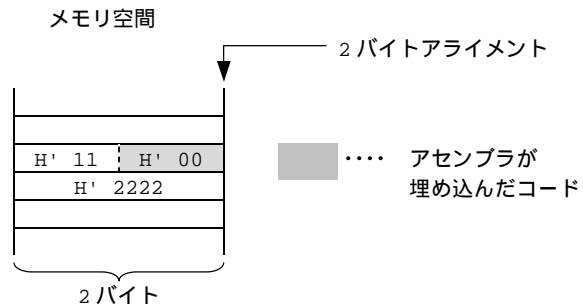 メモリ空間
2 バイトアライメント
H' 11 H' 00
H' 2222
・・・・ アセンブラが
埋め込んだコード
2 バイト